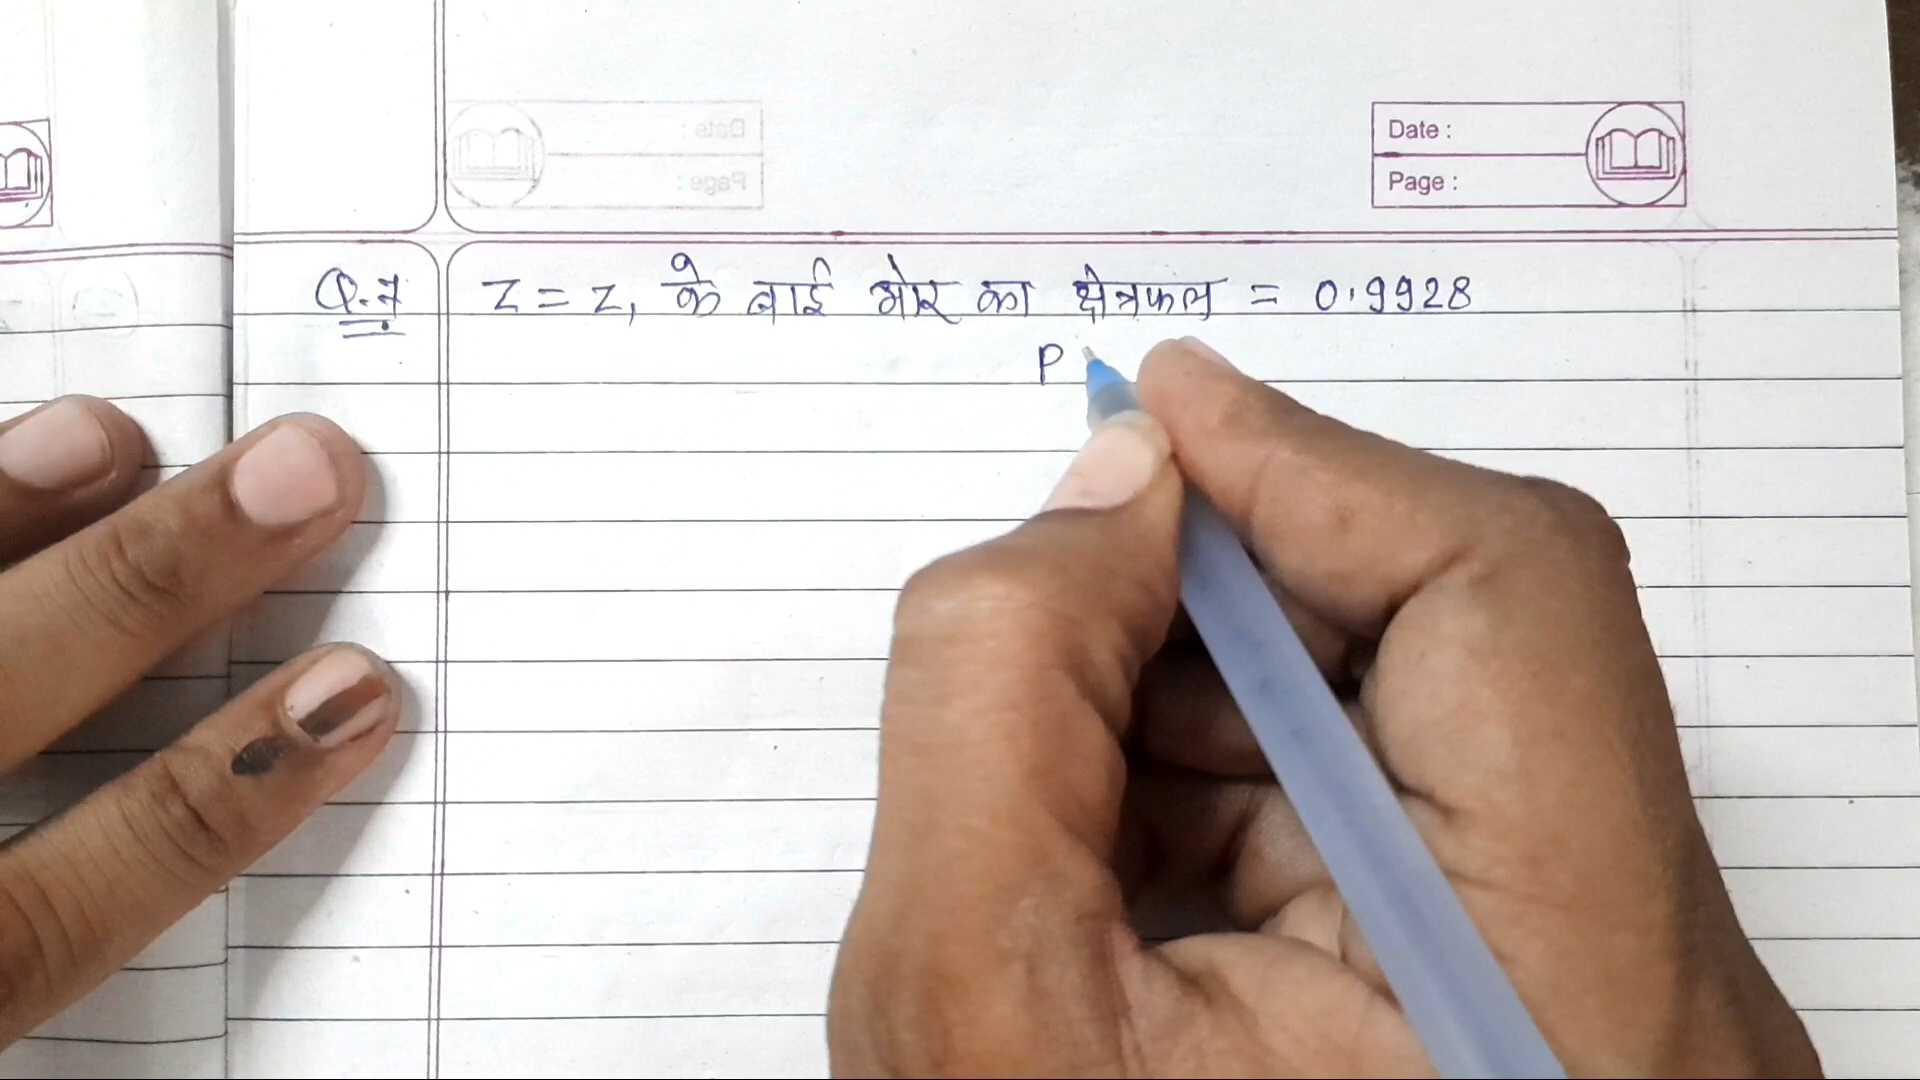 Date :
Page :
Q.7 Z = Z, के बाई ओर का क्षेत्रफल = 0.9928
P